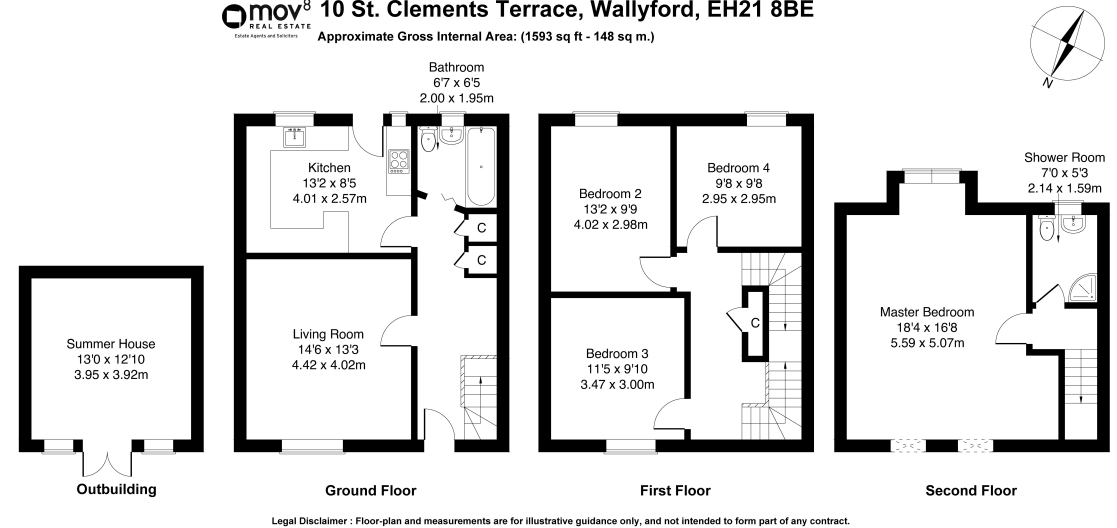 mov8
REAL ESTATE
Estate Agents and Solicitors
10 St. Clements Terrace, Wallyford, EH21 8BE
Approximate Gross Internal Area: (1593 sq ft - 148 sq m.)
N
Summer House
13'0 x 12'10
3.95 x 3.92m
Outbuilding
Bathroom
6'7 x 6'5
2.00 x 1.95m
Kitchen
13'2 x 8'5
4.01 x 2.57m
C
C
Living Room
14'6 x 13'3
4.42 x 4.02m
Ground Floor
Bedroom 2
13'2 x 9'9
4.02 x 2.98m
Bedroom 4
9'8 x 9'8
2.95 x 2.95m
C
Bedroom 3
11'5 x 9'10
3.47 x 3.00m
First Floor
Shower Room
7'0 x 5'3
2.14 x 1.59m
Master Bedroom
18'4 x 16'8
5.59 x 5.07m
Second Floor
Legal Disclaimer : Floor-plan and measurements are for illustrative guidance only, and not intended to form part of any contract.